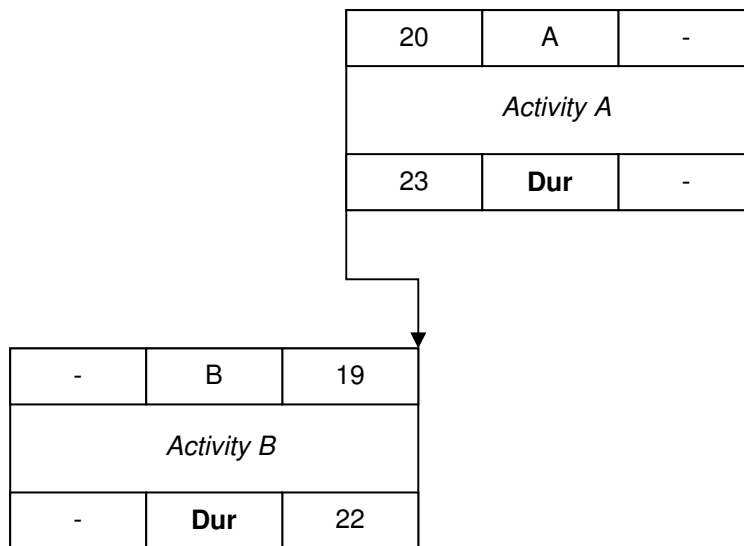 20 A -
Activity A
23 Dur -
- B 19
Activity B
- Dur 22